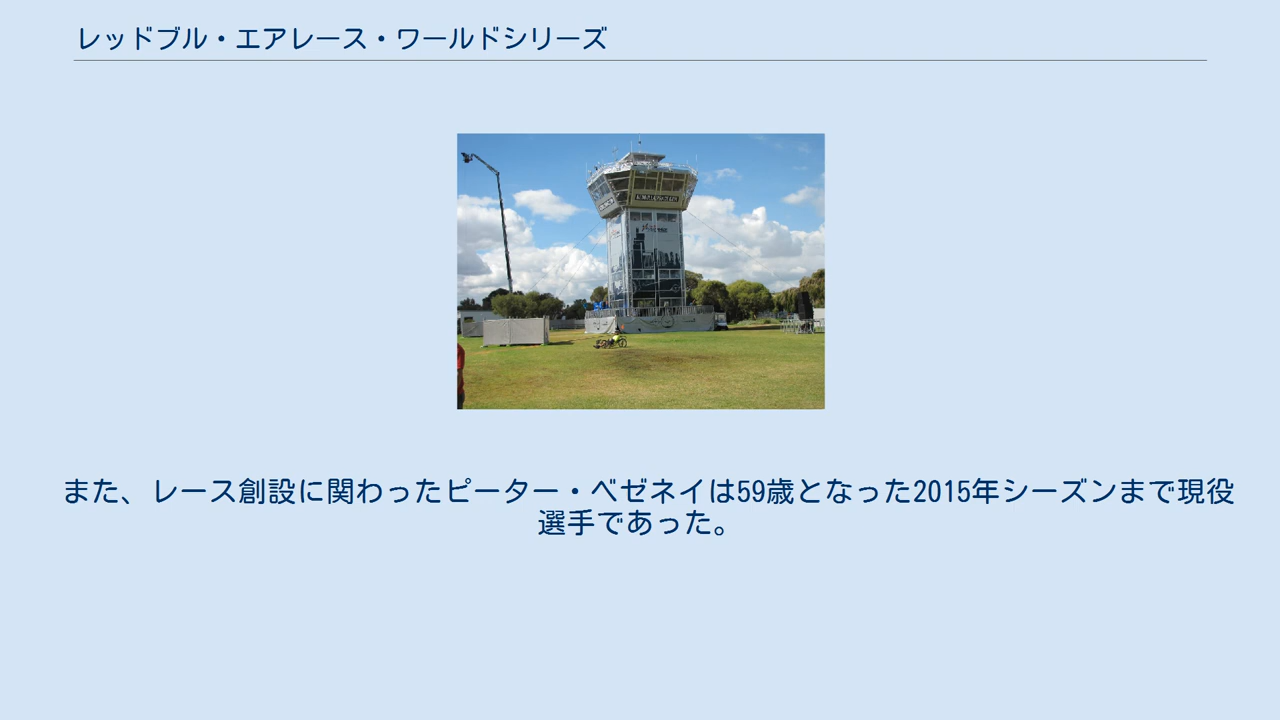 レッドブル・エアレース・ワールドシリーズ
また、レース創設に関わったピーター・ベゼネイは59歳となった2015年シーズンまで現役
選手であった。